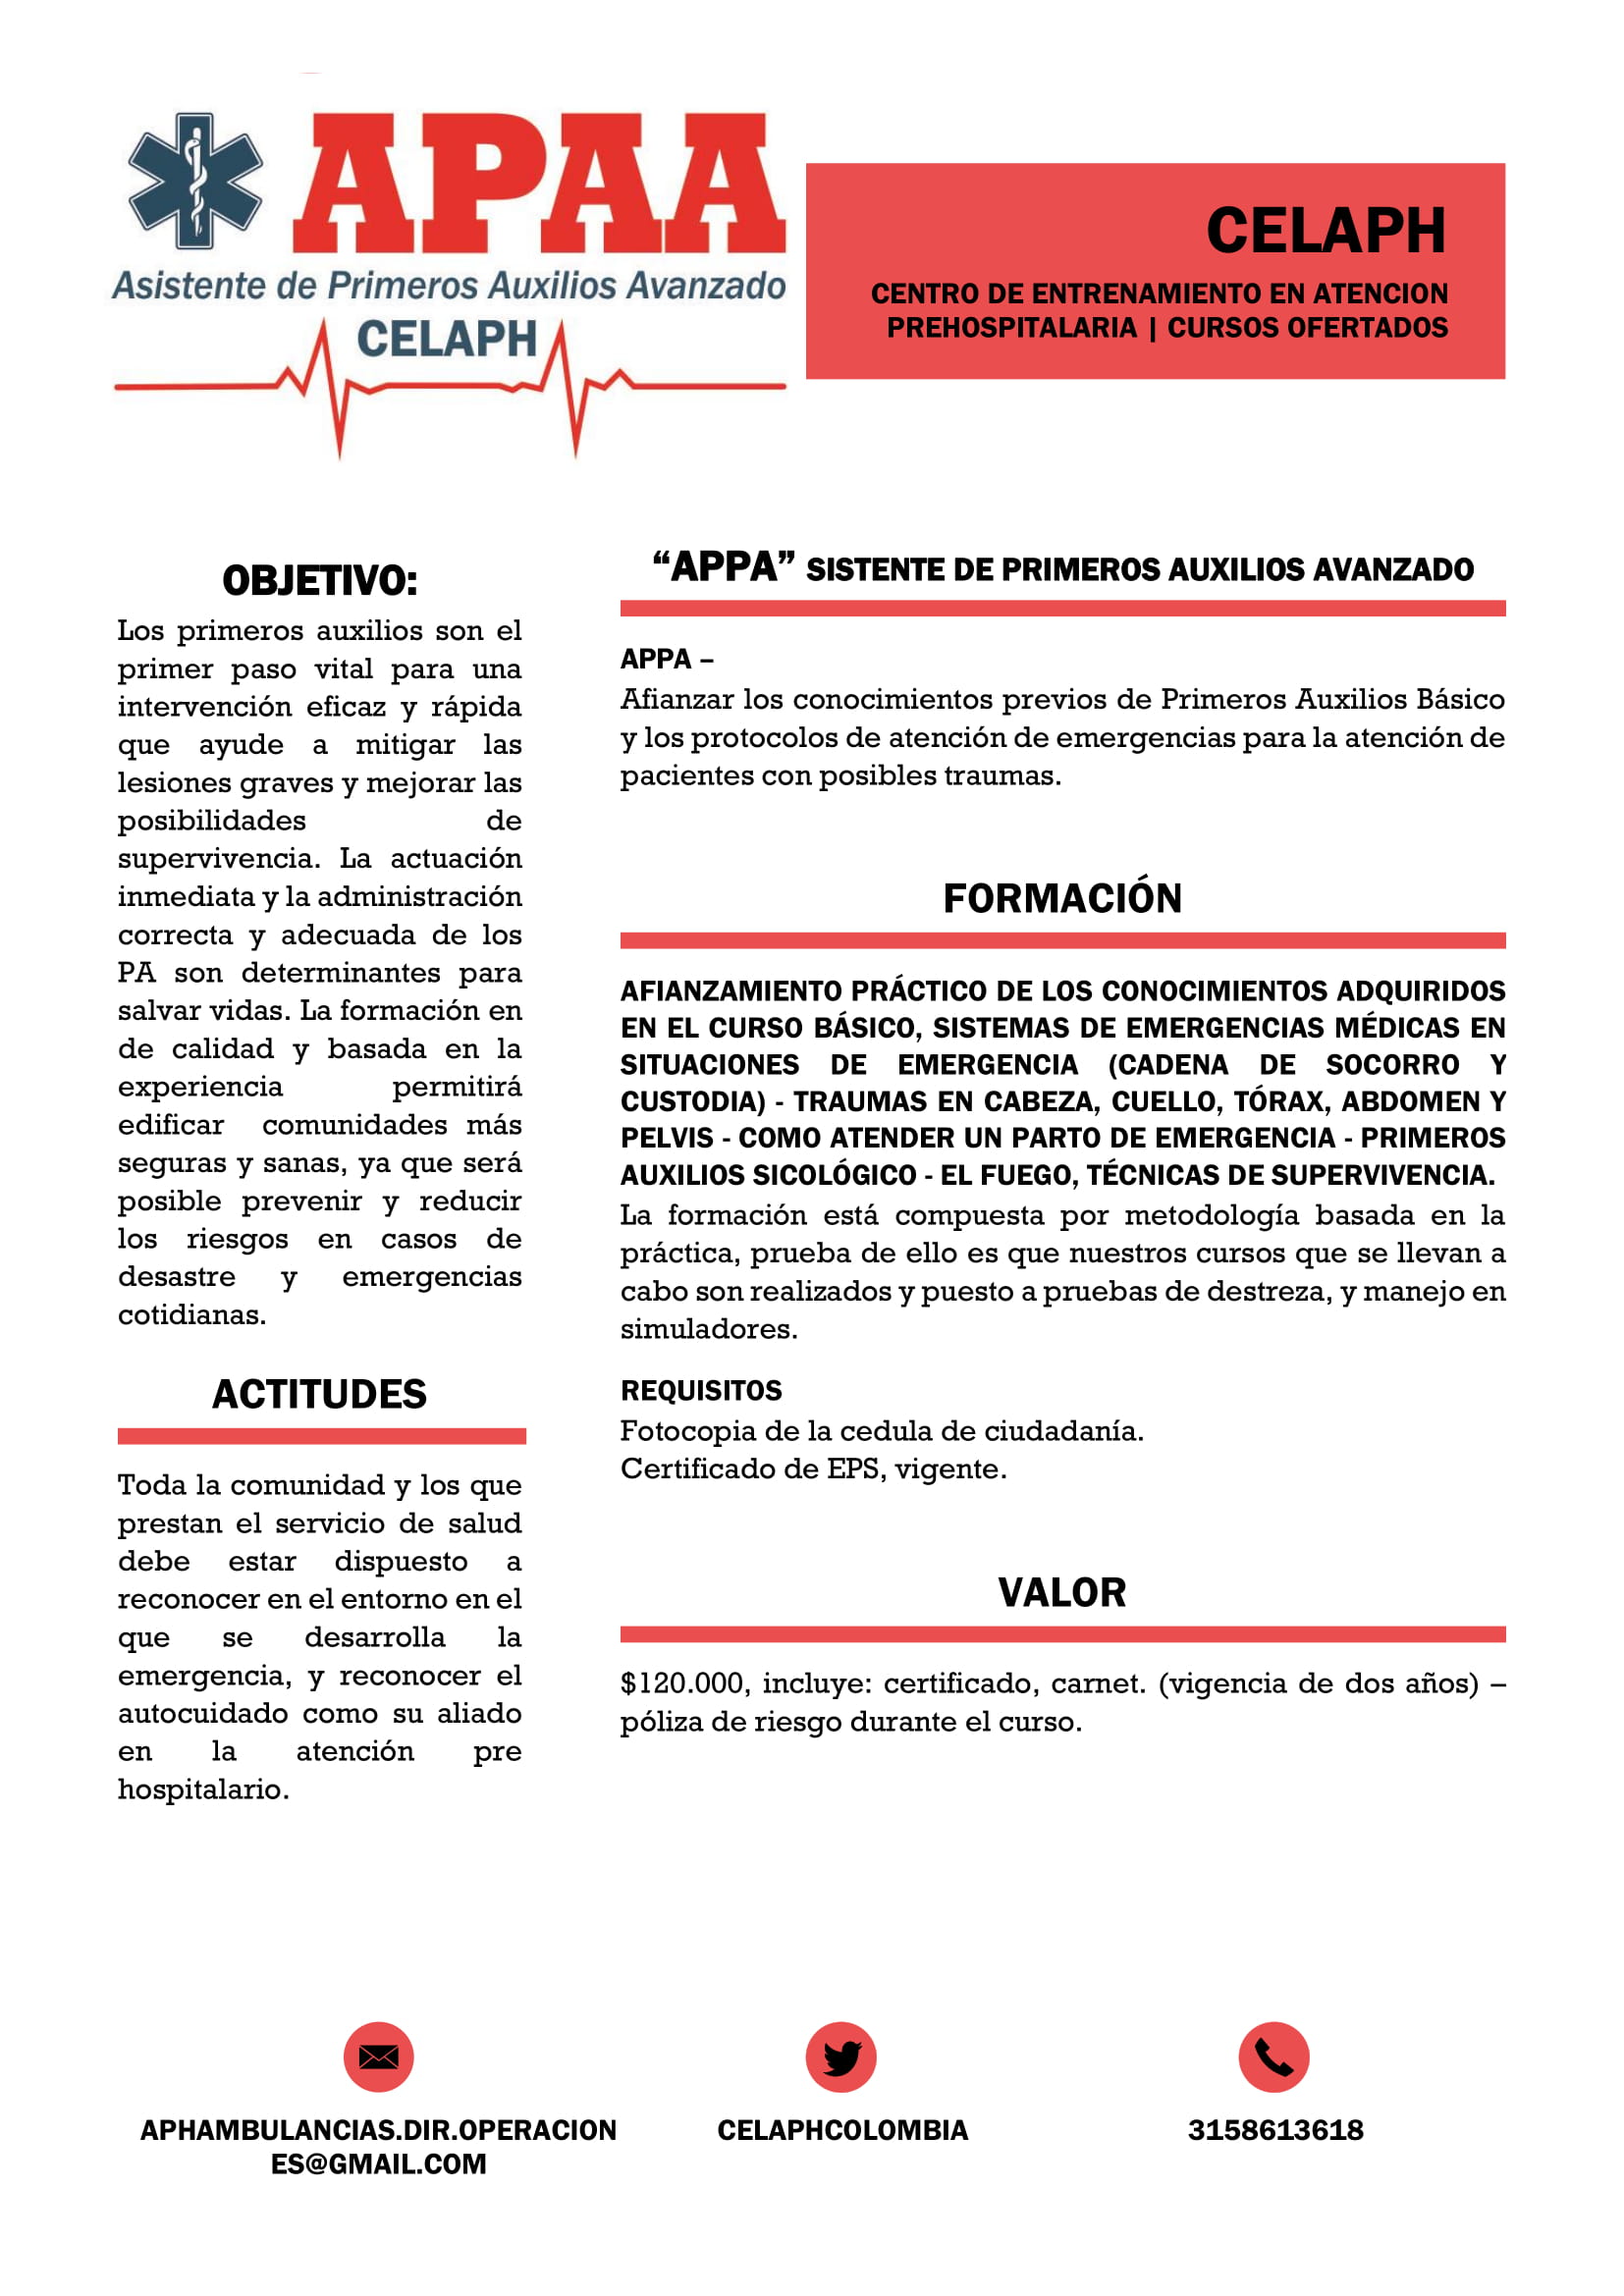 APAA
Asistente de Primeros Auxilios Avanzado
CELAPH
CELAPH
CENTRO DE ENTRENAMIENTO EN ATENCION
PREHOSPITALARIA | CURSOS OFERTADOS
OBJETIVO:
Los primeros auxilios son el
primer paso vital para una
intervención eficaz y rápida
que ayude a mitigar las
lesiones graves y mejorar las
posibilidades de
supervivencia. La actuación
inmediata y la administración
correcta y adecuada de los
PA son determinantes para
salvar vidas. La formación en
de calidad y basada en la
experiencia permitirá
edificar comunidades más
seguras y sanas, ya que será
posible prevenir y reducir
los riesgos en casos de
desastre y emergencias
cotidianas.
ACTITUDES
Toda la comunidad y los que
prestan el servicio de salud
debe estar dispuesto a
reconocer en el entorno en el
que se desarrolla la
emergencia, y reconocer el
autocuidado como su aliado
en la atención pre
hospitalario.
“APPA” SISTENTE DE PRIMEROS AUXILIOS AVANZADO
APPA –
Afianzar los conocimientos previos de Primeros Auxilios Básico
y los protocolos de atención de emergencias para la atención de
pacientes con posibles traumas.
FORMACIÓN
AFIANZAMIENTO PRÁCTICO DE LOS CONOCIMIENTOS ADQUIRIDOS
EN EL CURSO BÁSICO, SISTEMAS DE EMERGENCIAS MÉDICAS EN
SITUACIONES DE EMERGENCIA (CADENA DE SOCORRO Y
CUSTODIA) - TRAUMAS EN CABEZA, CUELLO, TÓRAX, ABDOMEN Y
PELVIS - COMO ATENDER UN PARTO DE EMERGENCIA - PRIMEROS
AUXILIOS SICOLÓGICO - EL FUEGO, TÉCNICAS DE SUPERVIVENCIA.
La formación está compuesta por metodología basada en la
práctica, prueba de ello es que nuestros cursos que se llevan a
cabo son realizados y puesto a pruebas de destreza, y manejo en
simuladores.
REQUISITOS
Fotocopia de la cedula de ciudadanía.
Certificado de EPS, vigente.
VALOR
$120.000, incluye: certificado, carnet. (vigencia de dos años) –
póliza de riesgo durante el curso.
APHAMBULANCIAS.DIR.OPERACION
ES@GMAIL.COM
CELAPHCOLOMBIA
3158613618